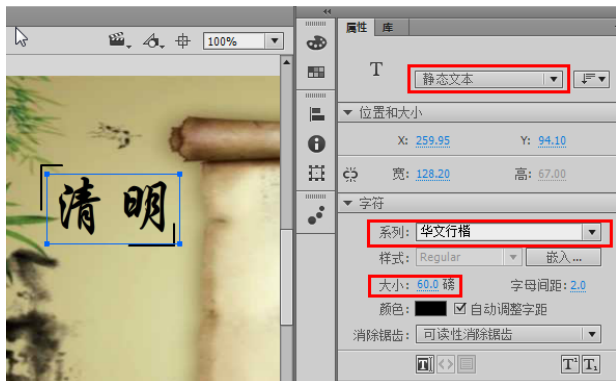 属性 库
100%
T 静态文本
位置和大小
X: 259.95 Y: 94.10
宽: 128.20 高: 67.00
字符
系列: 华文行楷
样式: Regular 嵌入...
大小: 60.0 磅 字母间距: 2.0
颜色: 自动调整字距
消除锯齿: 可读性消除锯齿
T T¹ T₁
清 明